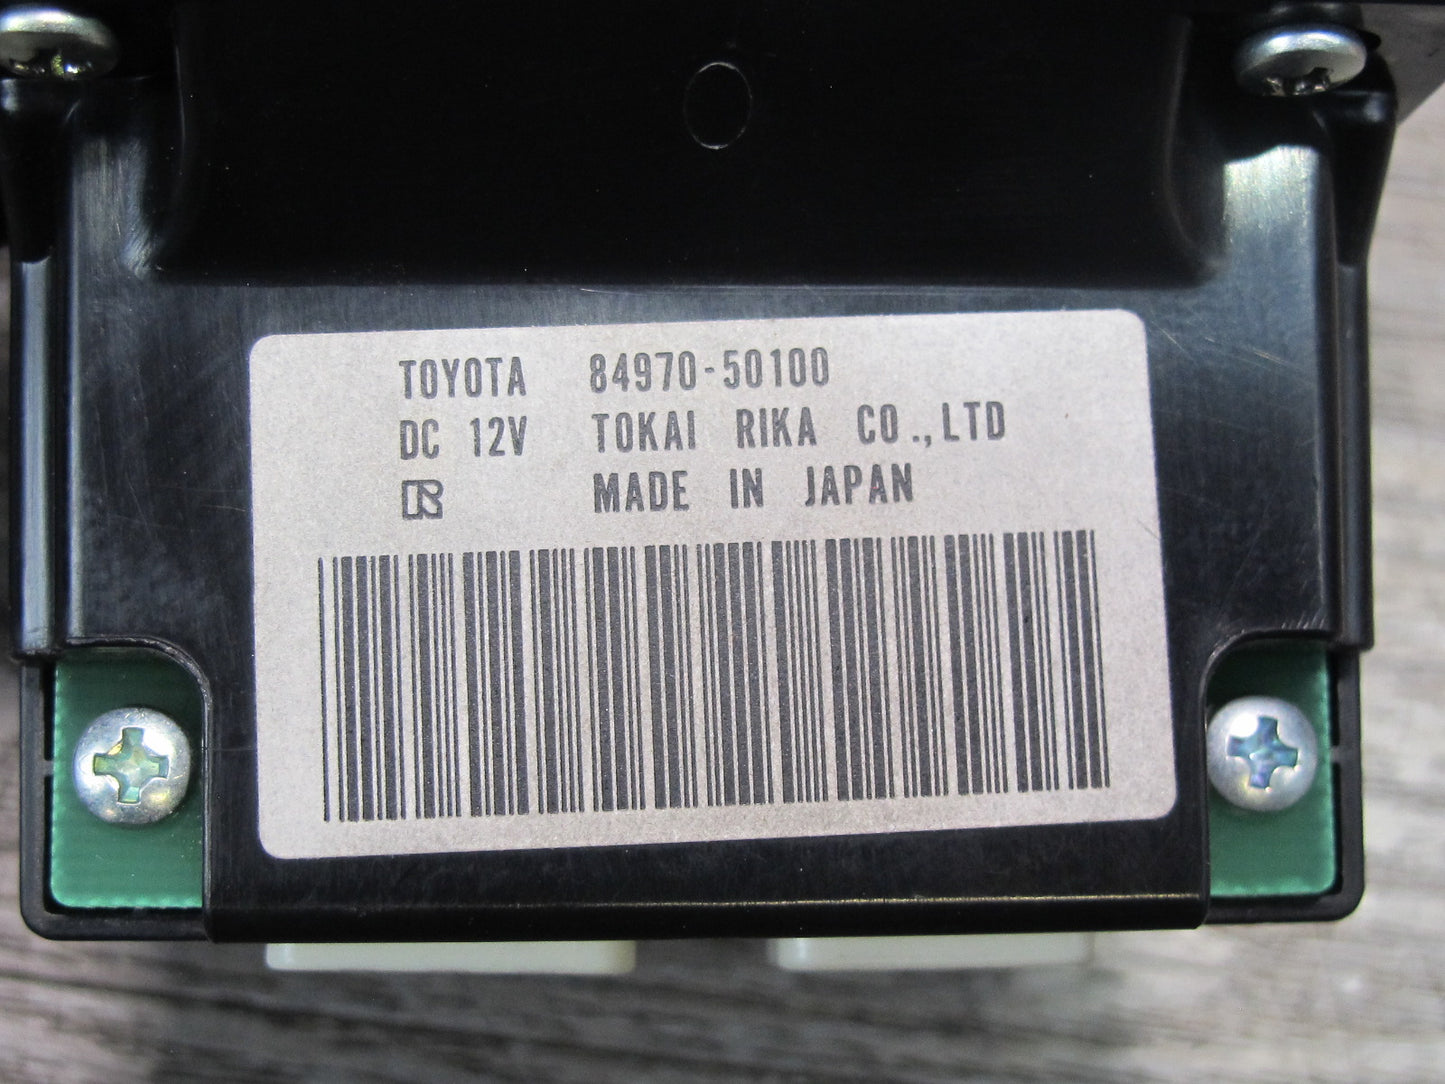 TOYOTA 84970-50100
DC 12V TOKAI RIKA CO.,LTD
MADE IN JAPAN